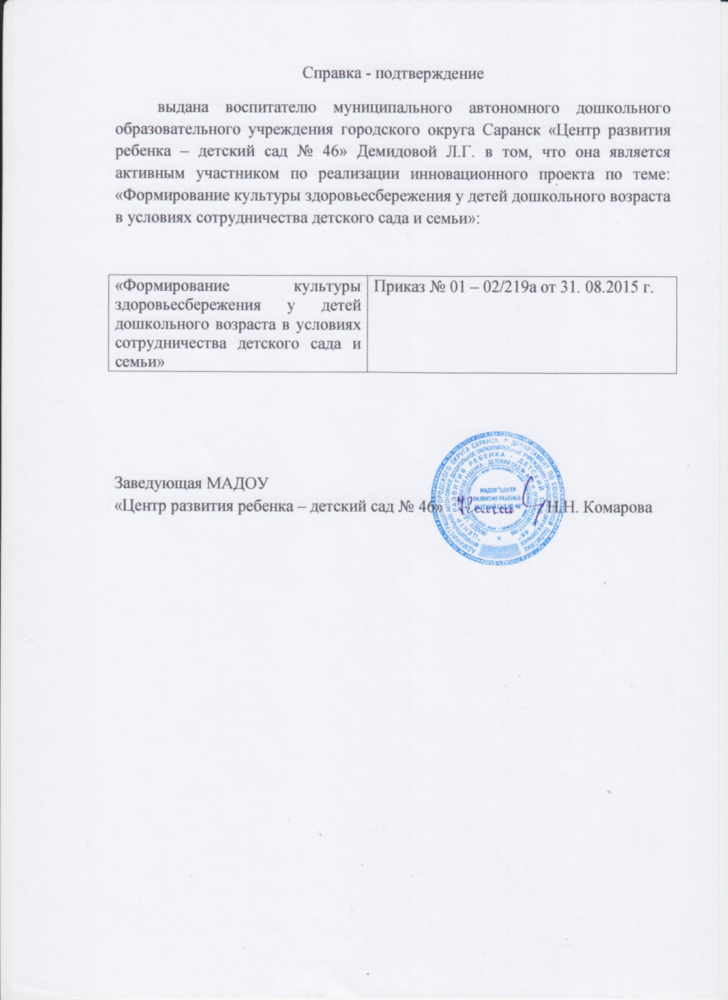 Справка - подтверждение
выдана воспитателю муниципального автономного дошкольного
образовательного учреждения городского округа Саранск «Центр развития
ребенка – детский сад № 46» Демидовой Л.Г. в том, что она является
активным участником по реализации инновационного проекта по теме:
«Формирование культуры здоровьесбережения у детей дошкольного возраста
в условиях сотрудничества детского сада и семьи»:
«Формирование культуры
здоровьесбережения у детей
дошкольного возраста в условиях
сотрудничества детского сада и
семьи»
Приказ № 01 – 02/219а от 31. 08.2015 г.
Заведующая МАДОУ
«Центр развития ребенка – детский сад № 46» Н.Н. Комарова
МАДОУ "ЦЕНТР
РАЗВИТИЯ РЕБЕНКА -
ДЕТСКИЙ САД № 46"